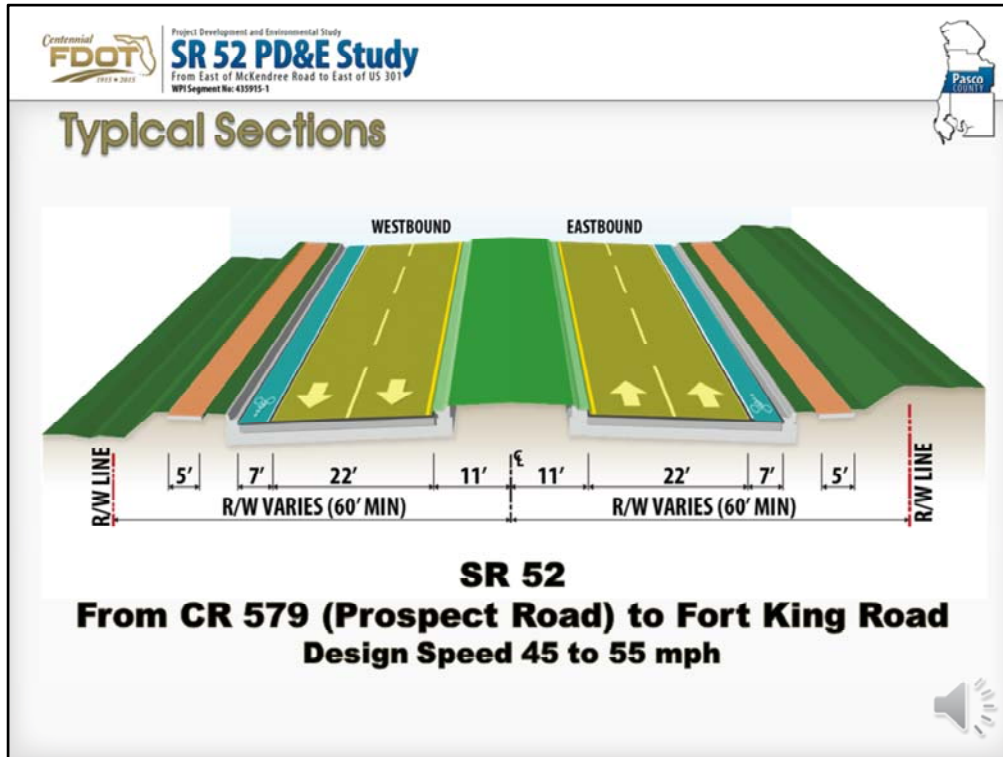 Centennial
FDOT
1915 • 2015
Project Development and Environmental Study
SR 52 PD&E Study
From East of McKendree Road to East of US 301
WPI Segment No: 435915-1
Pasco
COUNTY
Typical Sections
WESTBOUND
EASTBOUND
R/W LINE
5'
7'
22'
11'
℄
11'
22'
7'
5'
R/W LINE
R/W VARIES (60' MIN)
R/W VARIES (60' MIN)
SR 52
From CR 579 (Prospect Road) to Fort King Road
Design Speed 45 to 55 mph